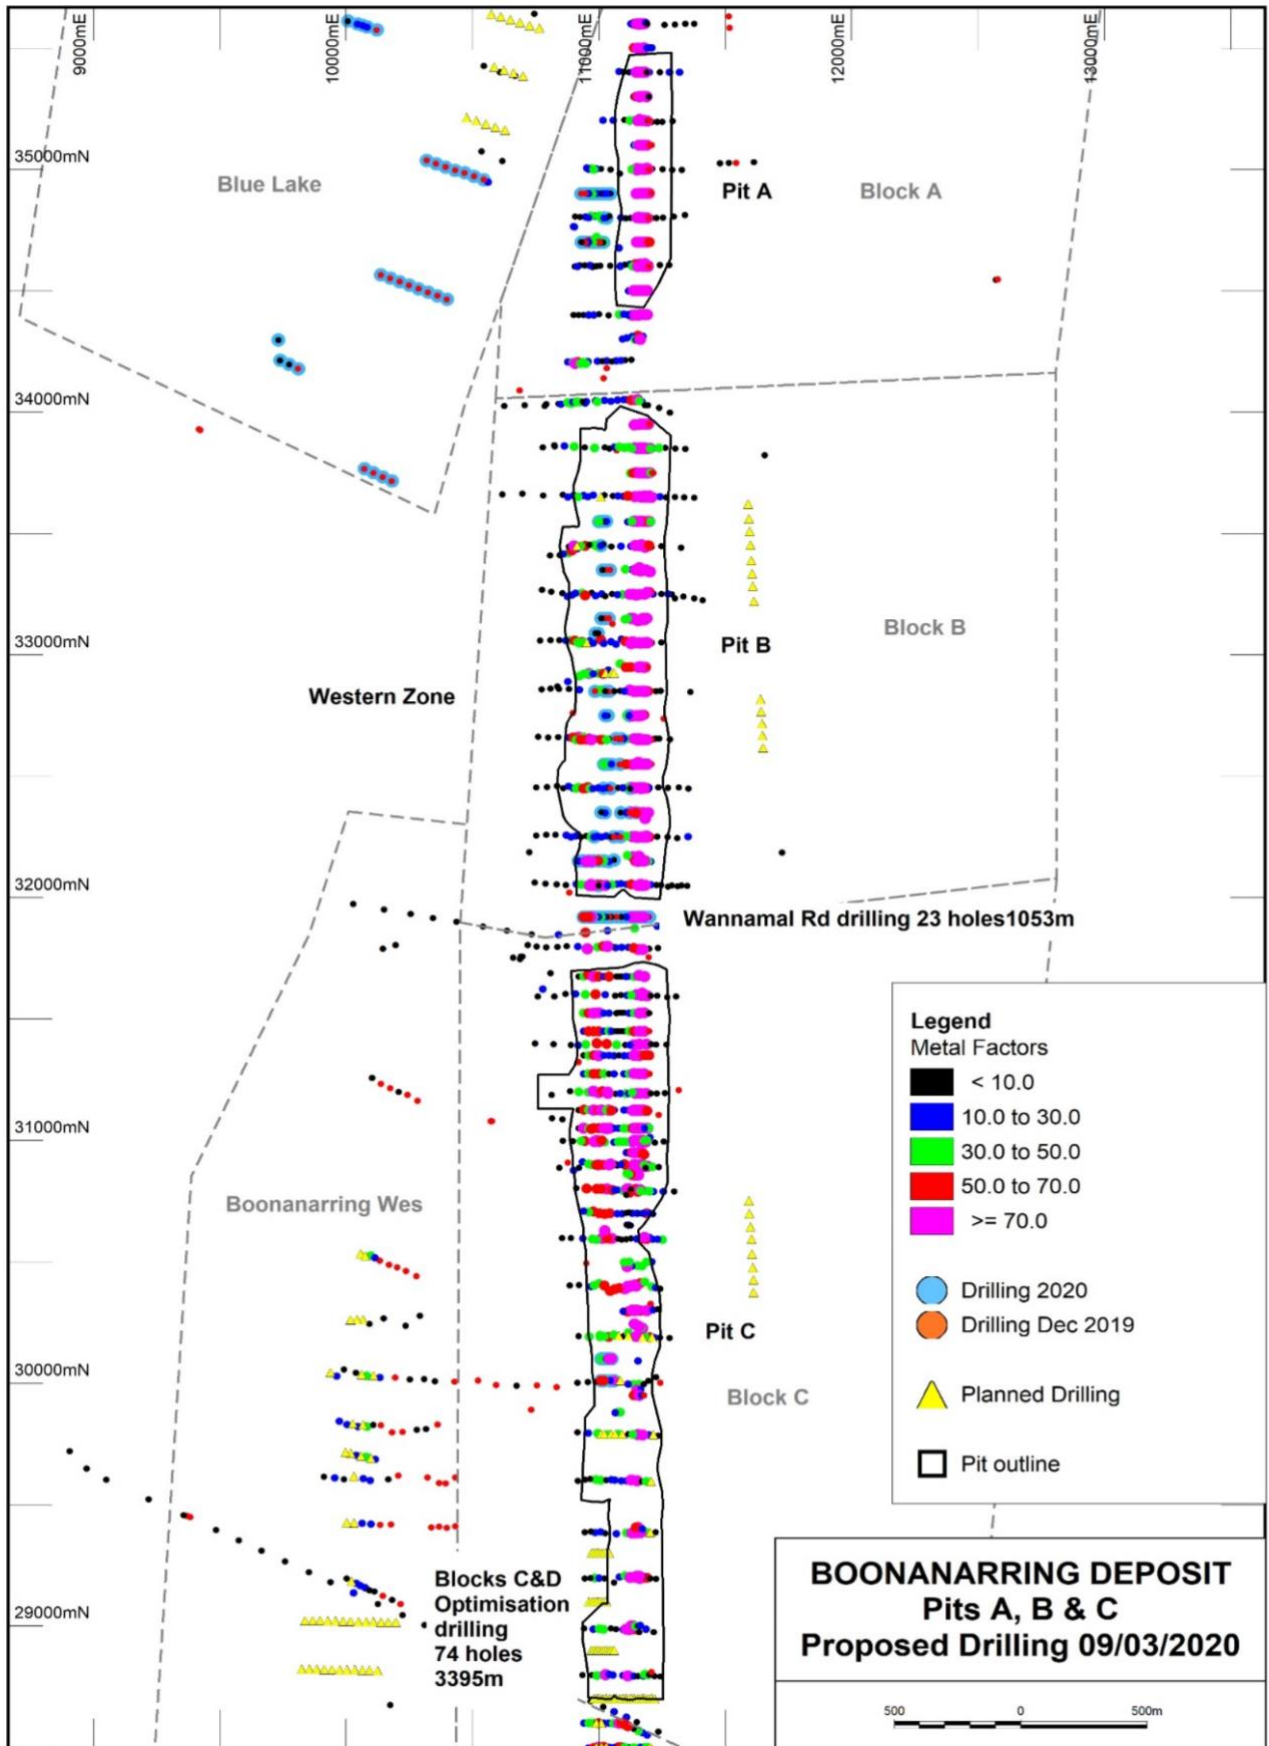 9000mE
10000mE
11000mE
12000mE
13000mE
35000mN
Blue Lake
Pit A
Block A
34000mN
33000mN
Pit B
Block B
Western Zone
32000mN
Wannamal Rd drilling 23 holes1053m
Legend
Metal Factors
< 10.0
10.0 to 30.0
30.0 to 50.0
50.0 to 70.0
>= 70.0
Drilling 2020
Drilling Dec 2019
Planned Drilling
Pit outline
31000mN
Boonanarring Wes
Pit C
30000mN
Block C
Blocks C&D
Optimisation
drilling
74 holes
3395m
29000mN
BOONANARRING DEPOSIT
Pits A, B & C
Proposed Drilling 09/03/2020
500 0 500m